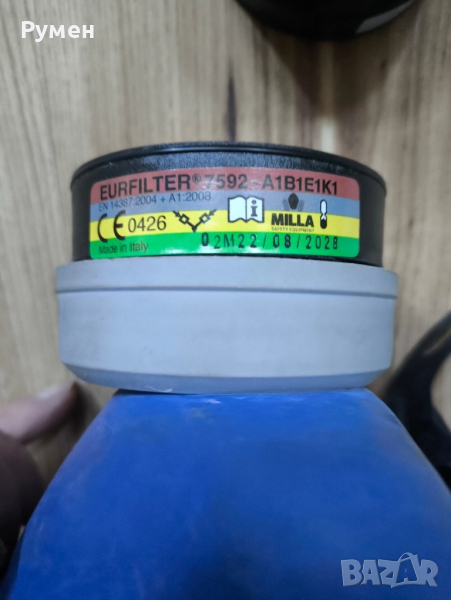 Румен
EURFILTER® 7592 - A1B1E1K1
EN 14387:2004 + A1:2008
CE 0426
i
MILLA
SAFETY EQUIPMENT
Made in Italy
02M22/08/2028
BAZAR